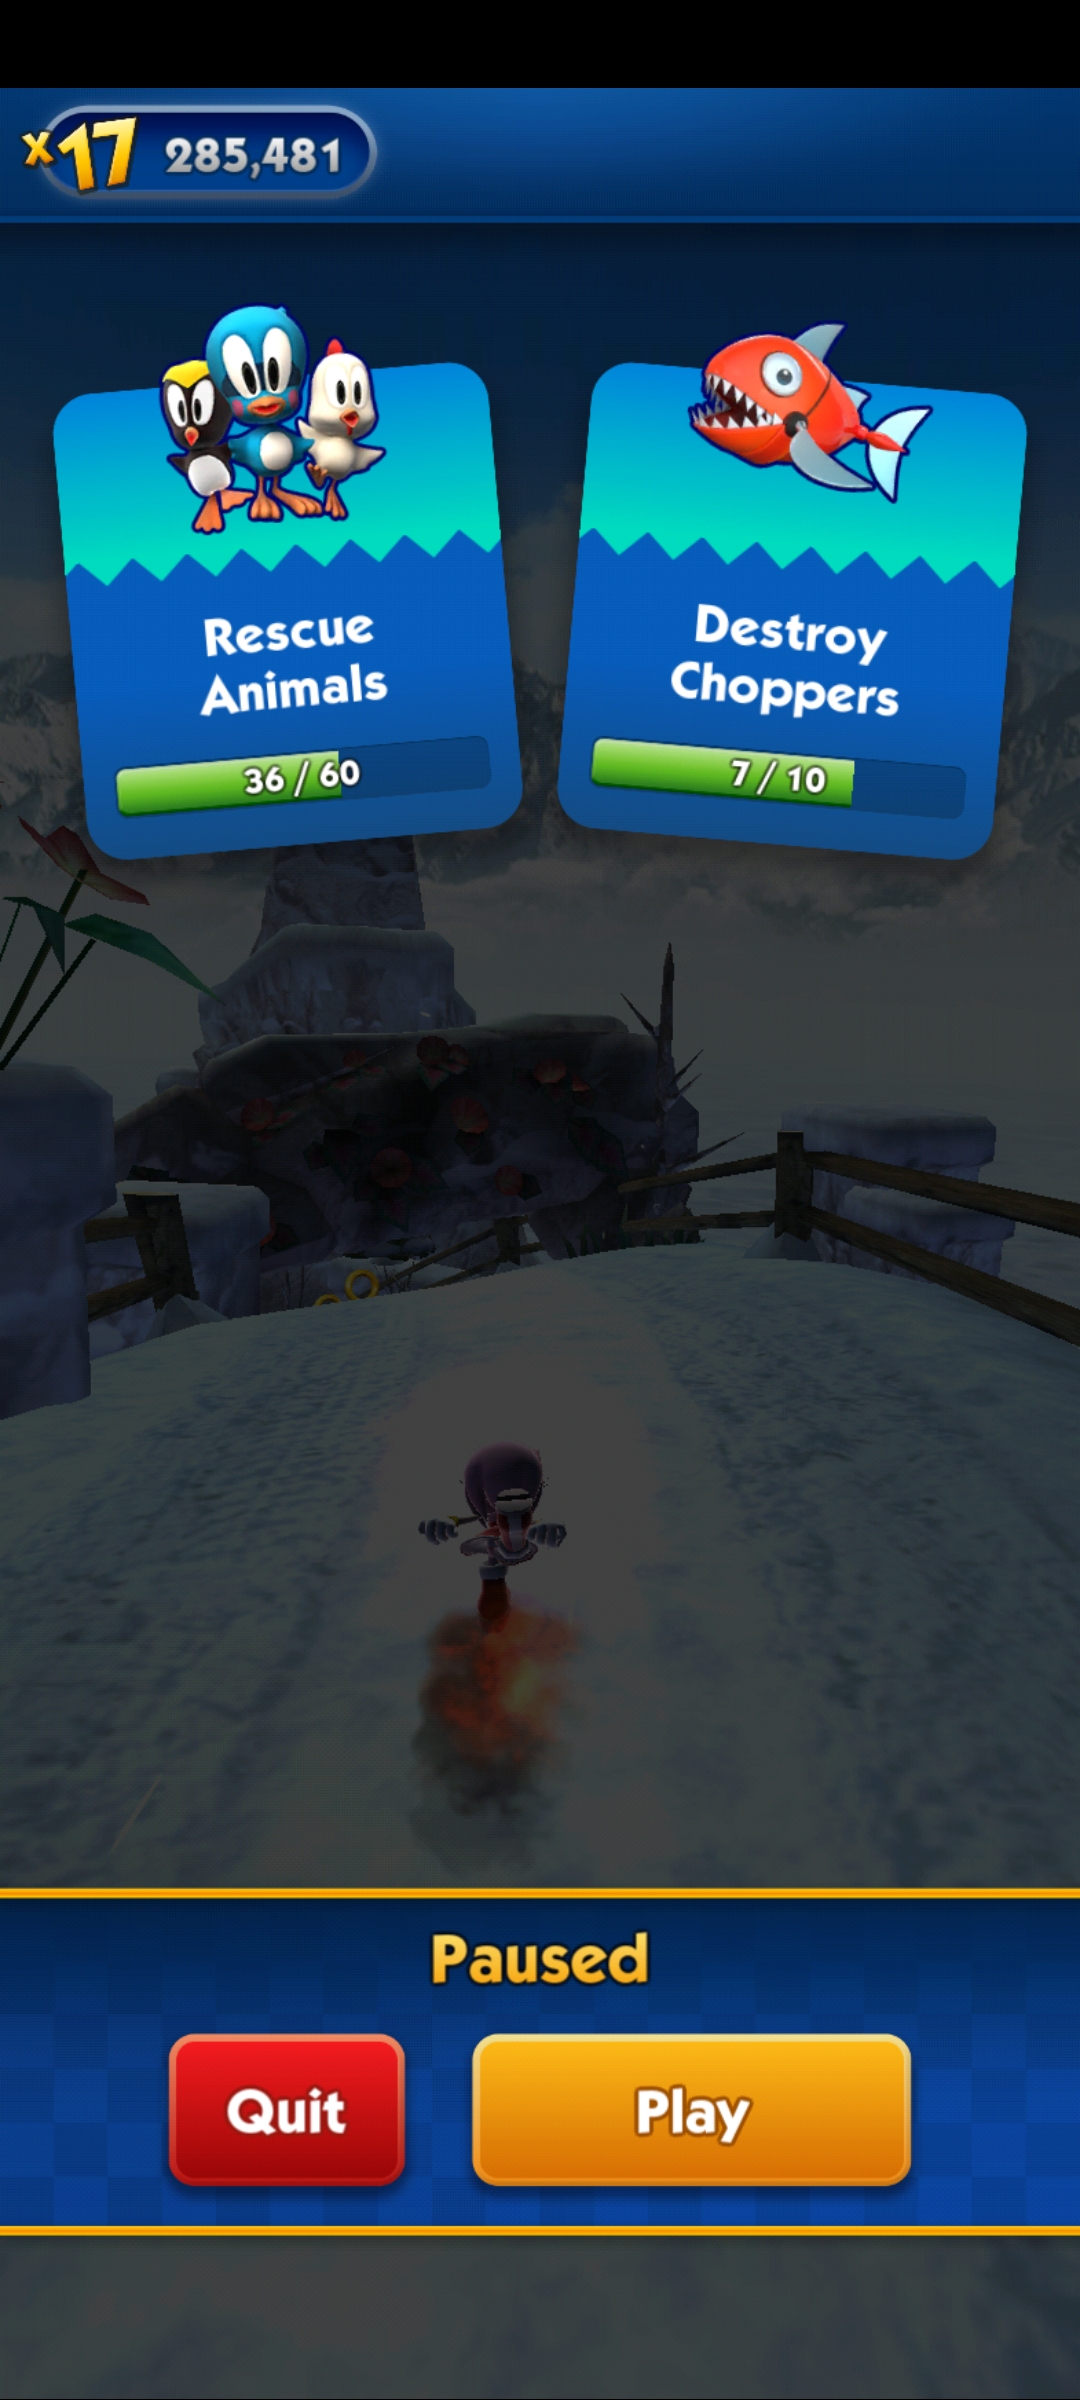 x17 285,481
Rescue
Animals
36 / 60
Destroy
Choppers
7 / 10
Paused
Quit
Play